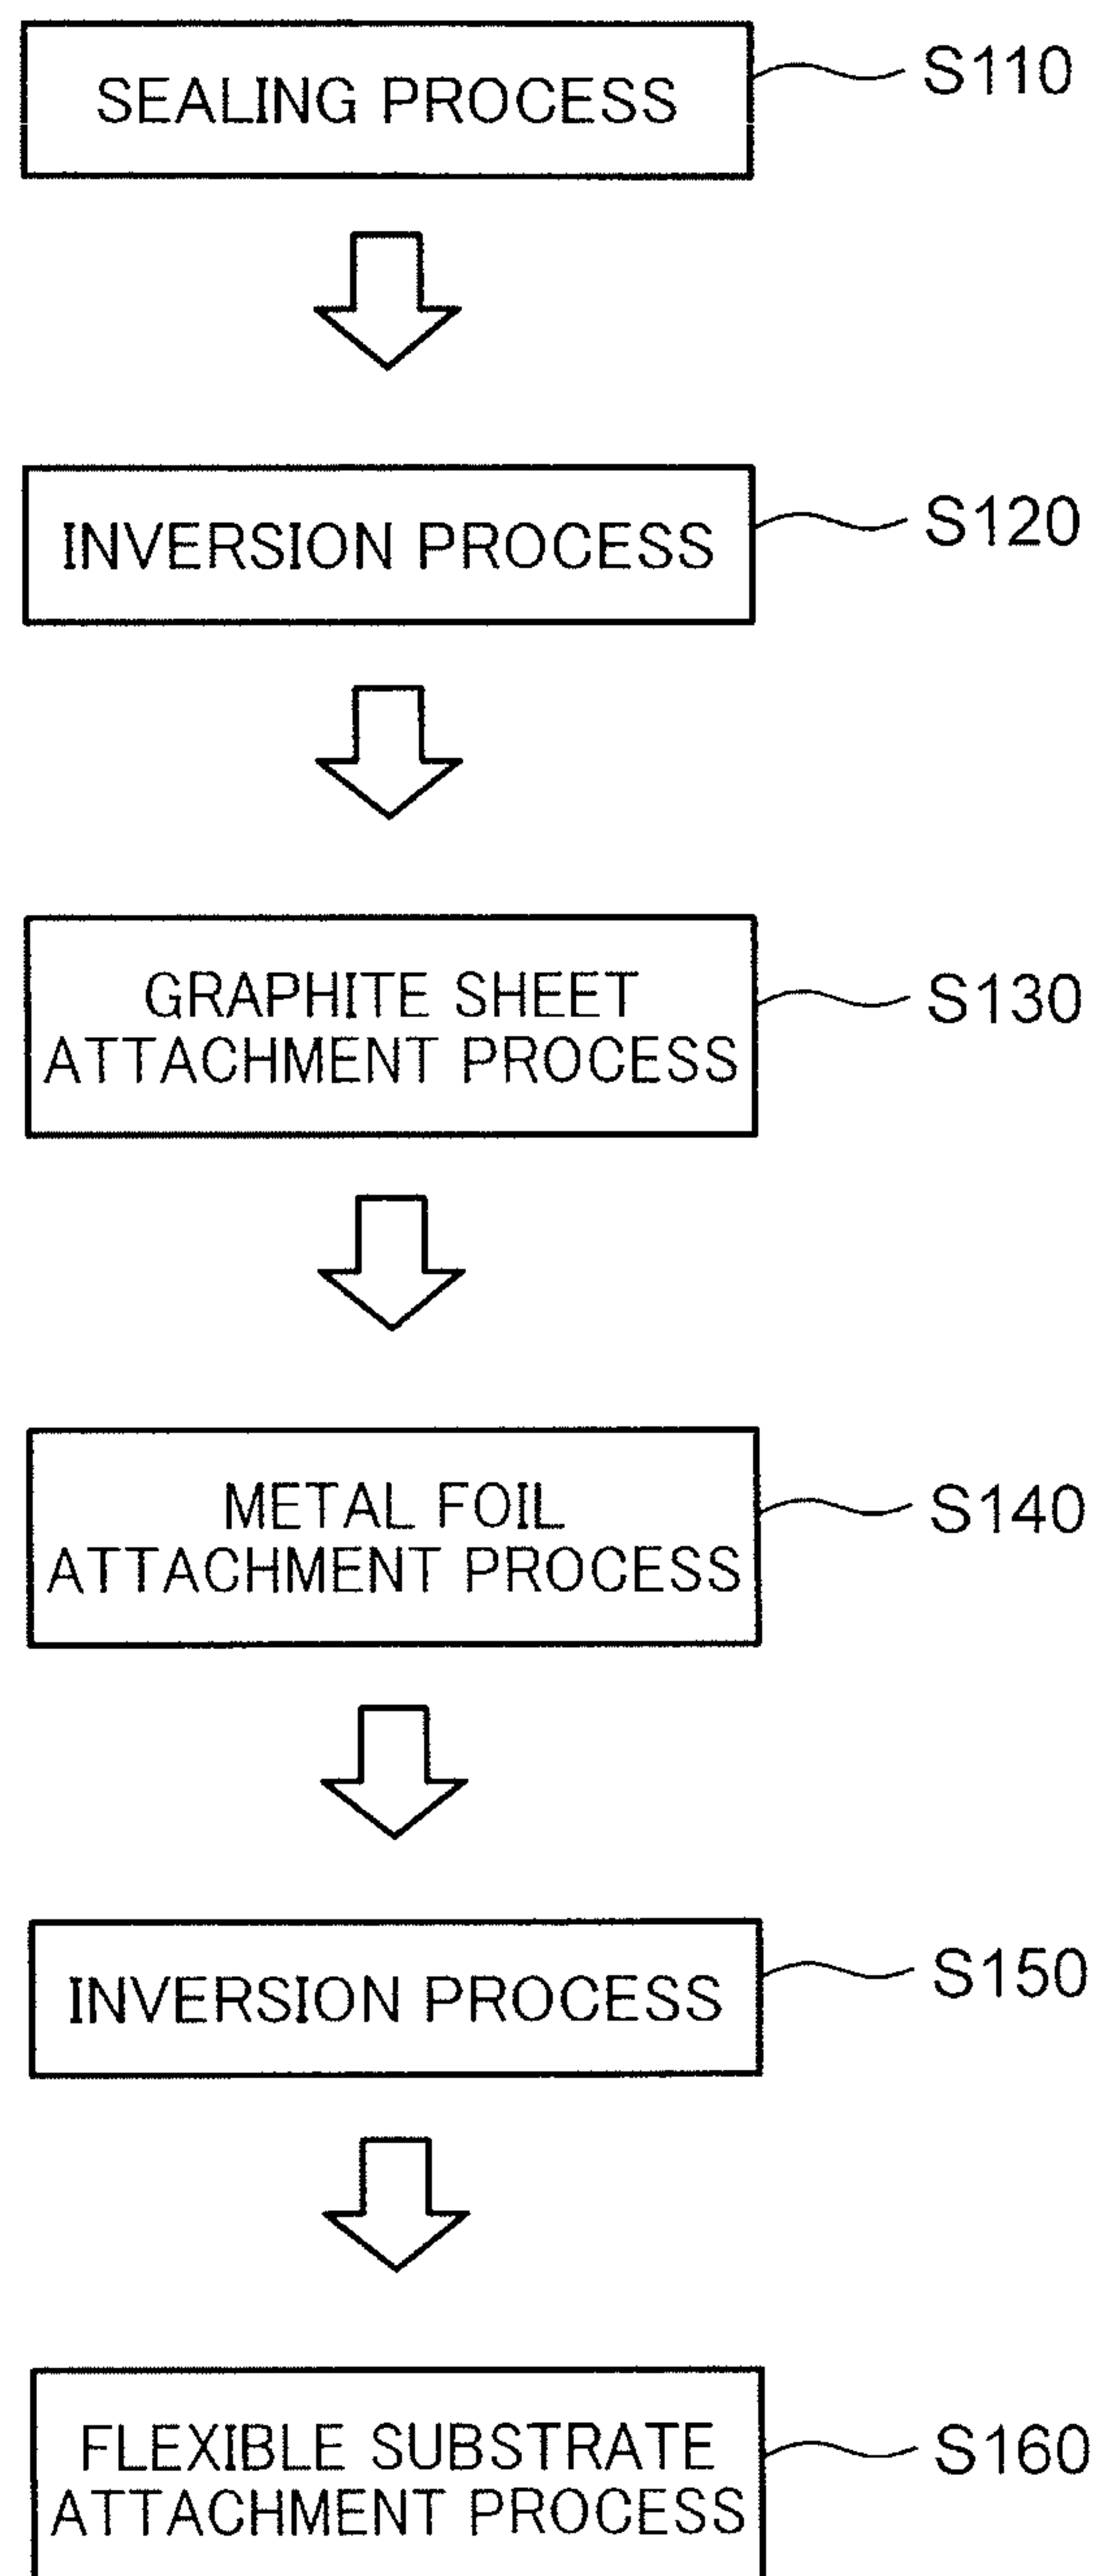 SEALING PROCESS
S110
INVERSION PROCESS
S120
GRAPHITE SHEET
ATTACHMENT PROCESS
S130
METAL FOIL
ATTACHMENT PROCESS
S140
INVERSION PROCESS
S150
FLEXIBLE SUBSTRATE
ATTACHMENT PROCESS
S160